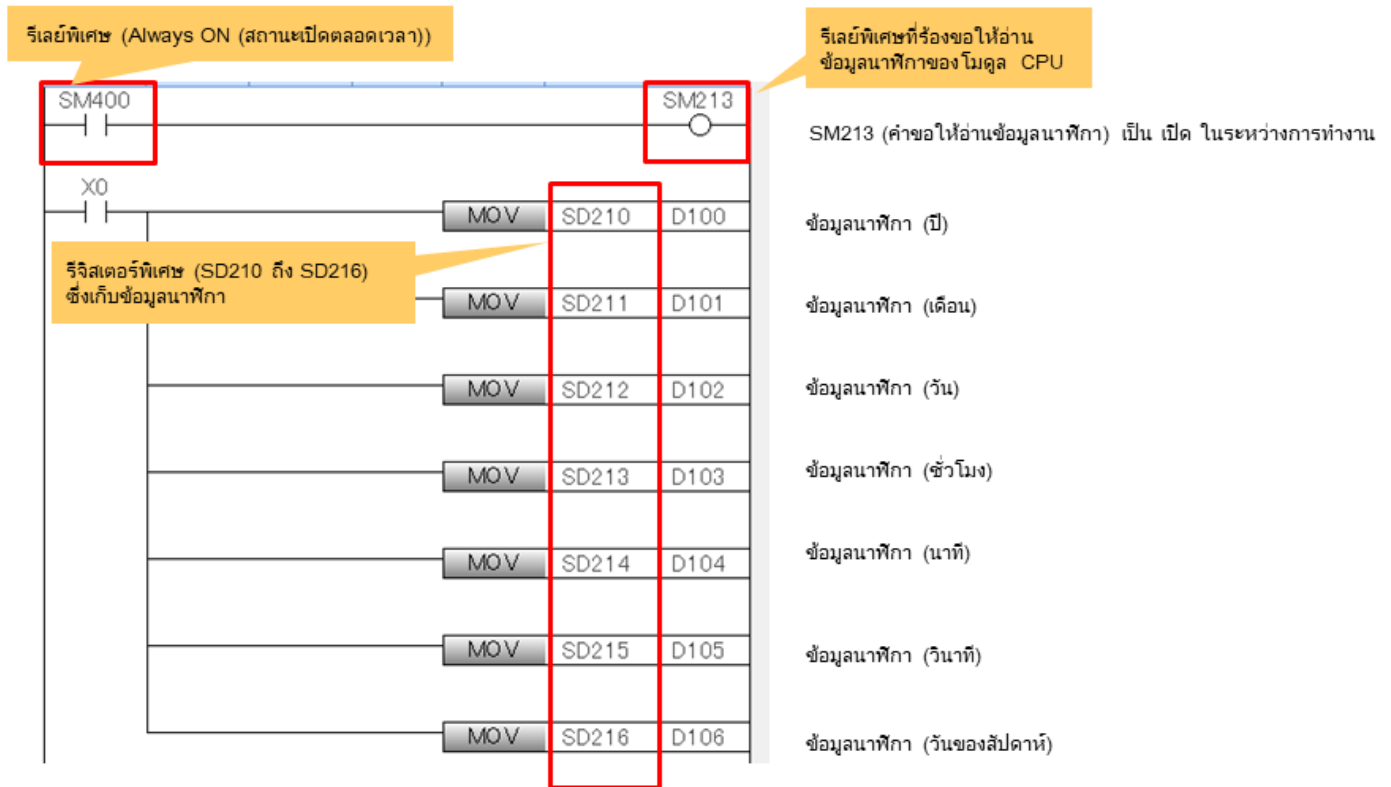 รีเลย์พิเศษ (Always ON (สถานะเปิดตลอดเวลา))
รีเลย์พิเศษที่ร้องขอให้อ่าน
ข้อมูลนาฬิกาของโมดูล CPU
SM400
SM213
SM213 (คำขอให้อ่านข้อมูลนาฬิกา) เป็น เปิด ในระหว่างการทำงาน
X0
MOV SD210 D100
ข้อมูลนาฬิกา (ปี)
รีจิสเตอร์พิเศษ (SD210 ถึง SD216)
ซึ่งเก็บข้อมูลนาฬิกา
MOV SD211 D101
ข้อมูลนาฬิกา (เดือน)
MOV SD212 D102
ข้อมูลนาฬิกา (วัน)
MOV SD213 D103
ข้อมูลนาฬิกา (ชั่วโมง)
MOV SD214 D104
ข้อมูลนาฬิกา (นาที)
MOV SD215 D105
ข้อมูลนาฬิกา (วินาที)
MOV SD216 D106
ข้อมูลนาฬิกา (วันของสัปดาห์)